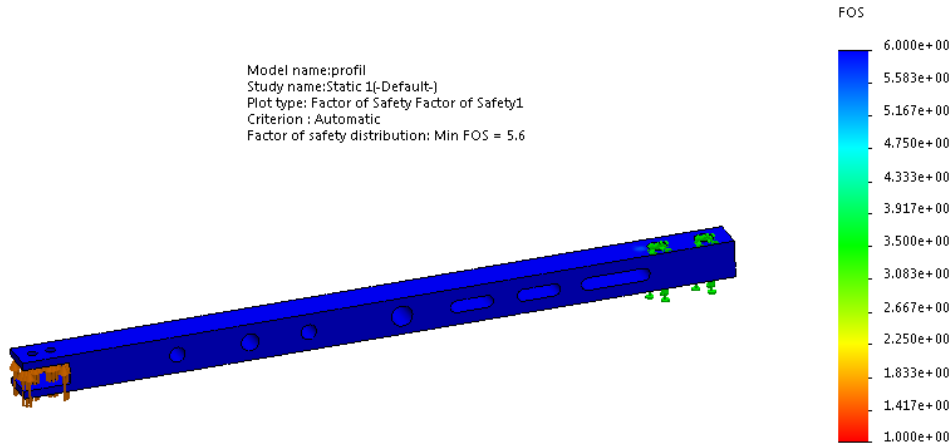 FOS
Model name:profil
Study name:Static 1(-Default-)
Plot type: Factor of Safety Factor of Safety1
Criterion : Automatic
Factor of safety distribution: Min FOS = 5.6
6.000e+00
5.583e+00
5.167e+00
4.750e+00
4.333e+00
3.917e+00
3.500e+00
3.083e+00
2.667e+00
2.250e+00
1.833e+00
1.417e+00
1.000e+00